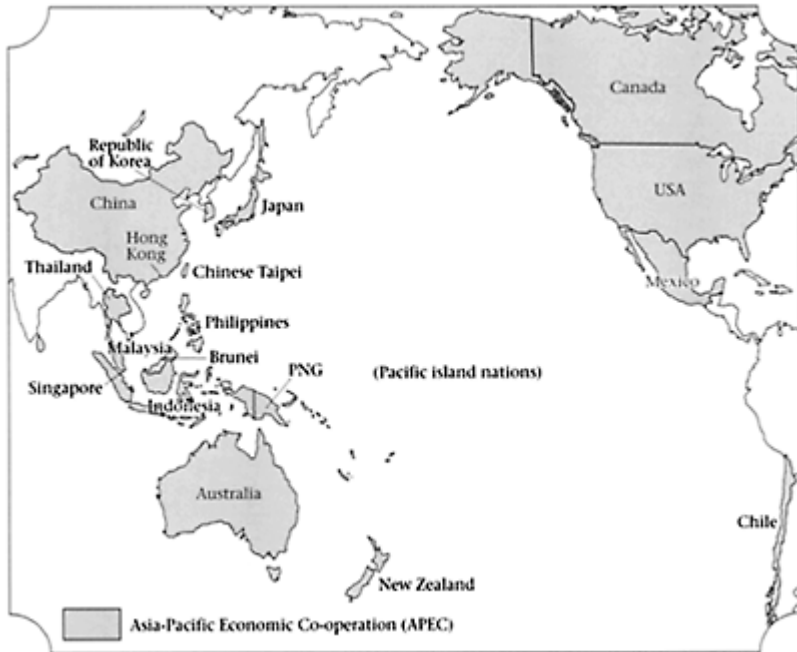 Canada
Republic
of Korea
USA
China
Japan
Hong
Kong
Thailand
Chinese Taipei
Mexico
Philippines
Malaysia
Brunei
PNG
(Pacific island nations)
Singapore
Indonesia
Australia
Chile
New Zealand
Asia-Pacific Economic Co-operation (APEC)